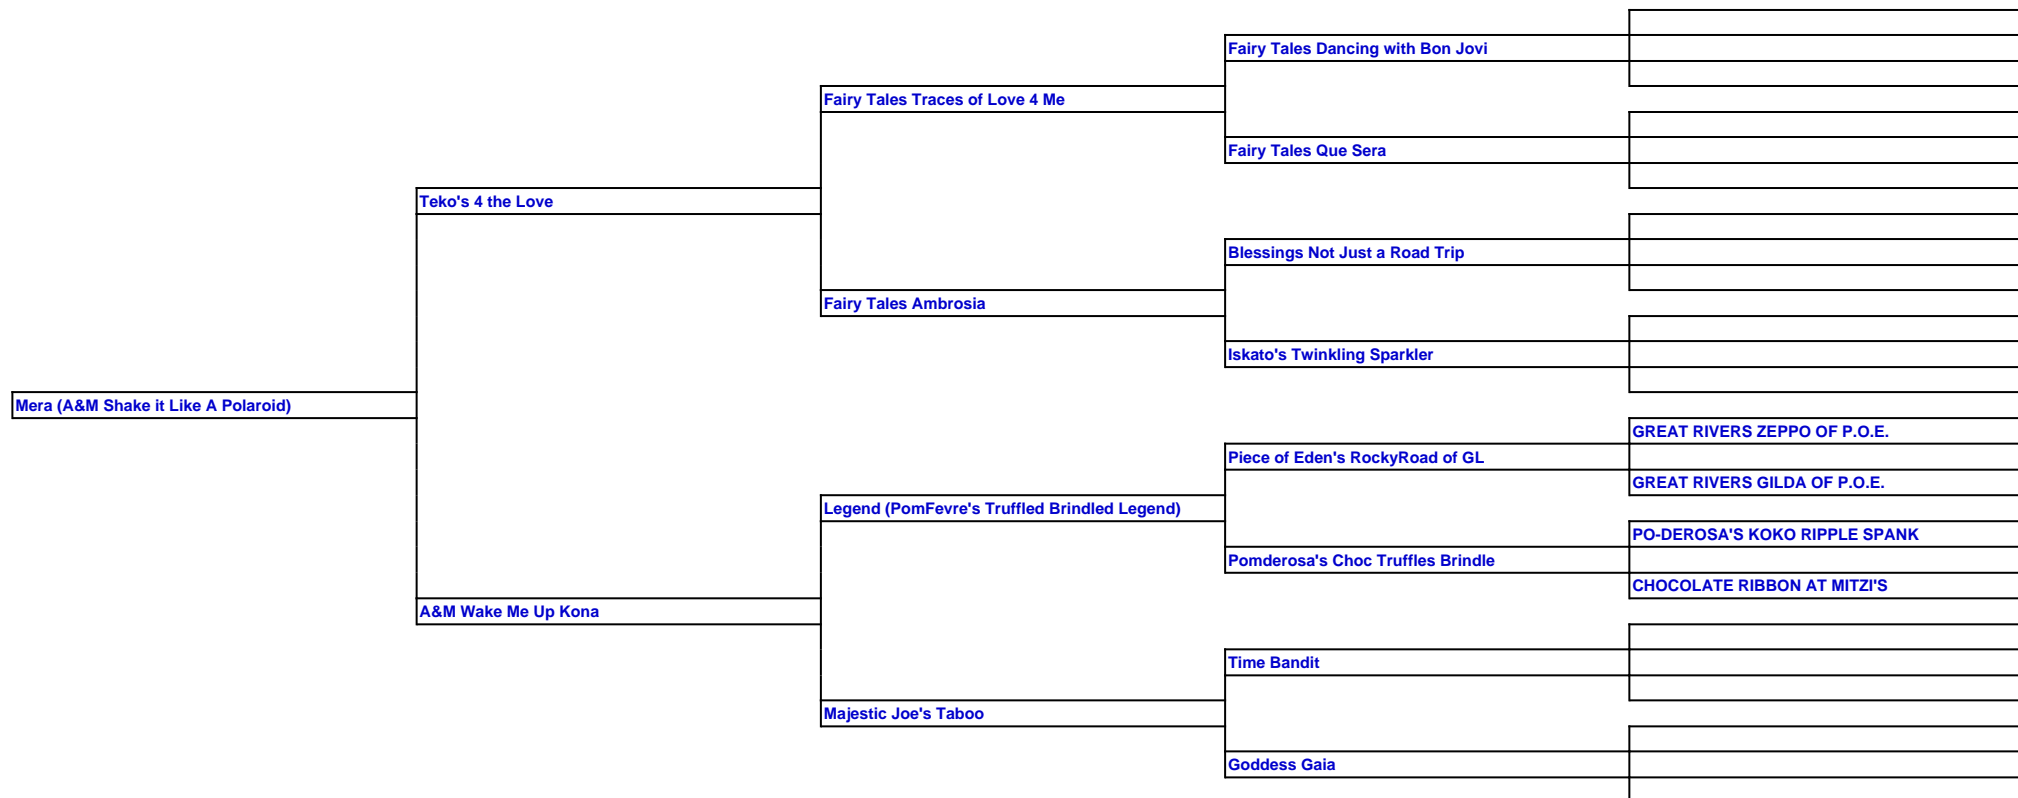 Fairy Tales Dancing with Bon Jovi
Fairy Tales Traces of Love 4 Me
Fairy Tales Que Sera
Teko's 4 the Love
Blessings Not Just a Road Trip
Fairy Tales Ambrosia
Iskato's Twinkling Sparkler
Mera (A&M Shake it Like A Polaroid)
GREAT RIVERS ZEPPO OF P.O.E.
Piece of Eden's RockyRoad of GL
GREAT RIVERS GILDA OF P.O.E.
Legend (PomFevre's Truffled Brindled Legend)
PO-DEROSA'S KOKO RIPPLE SPANK
Pomderosa's Choc Truffles Brindle
CHOCOLATE RIBBON AT MITZI'S
A&M Wake Me Up Kona
Time Bandit
Majestic Joe's Taboo
Goddess Gaia